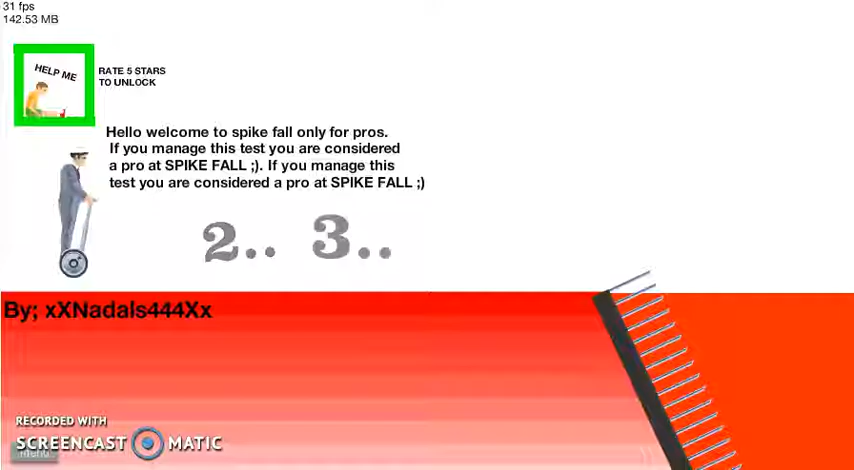 31 fps
142.53 MB
HELP ME
RATE 5 STARS
TO UNLOCK
Hello welcome to spike fall only for pros.
If you manage this test you are considered
a pro at SPIKE FALL ;). If you manage this
test you are considered a pro at SPIKE FALL ;)
2.. 3..
By; xXNadals444Xx
RECORDED WITH
SCREENCAST MATIC
Menu